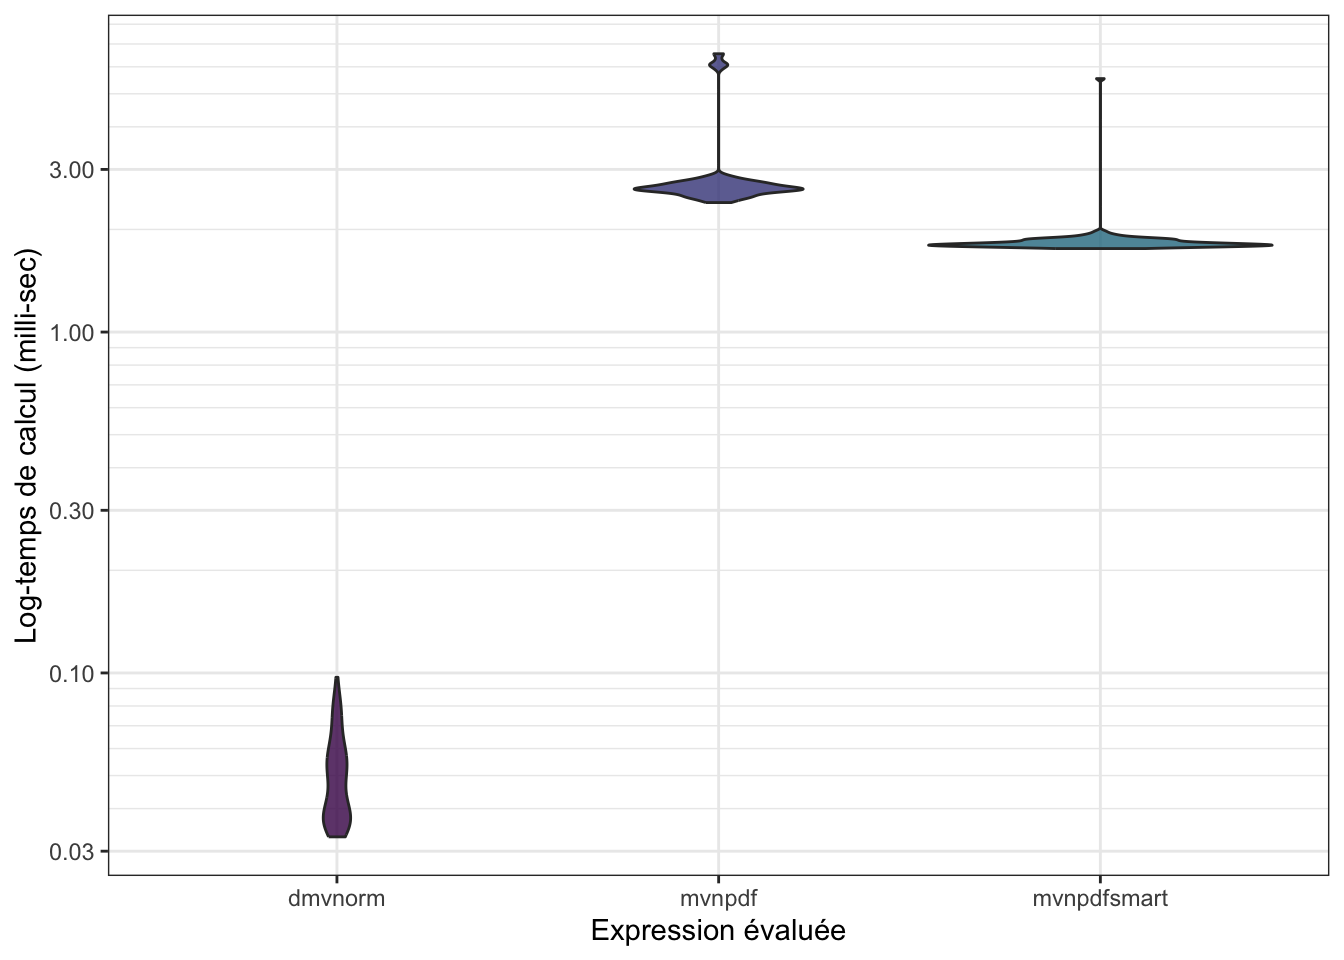 Log-temps de calcul (milli-sec)
3.00
1.00
0.30
0.10
0.03
dmvnorm mvnpdf mvnpdfsmart
Expression évaluée